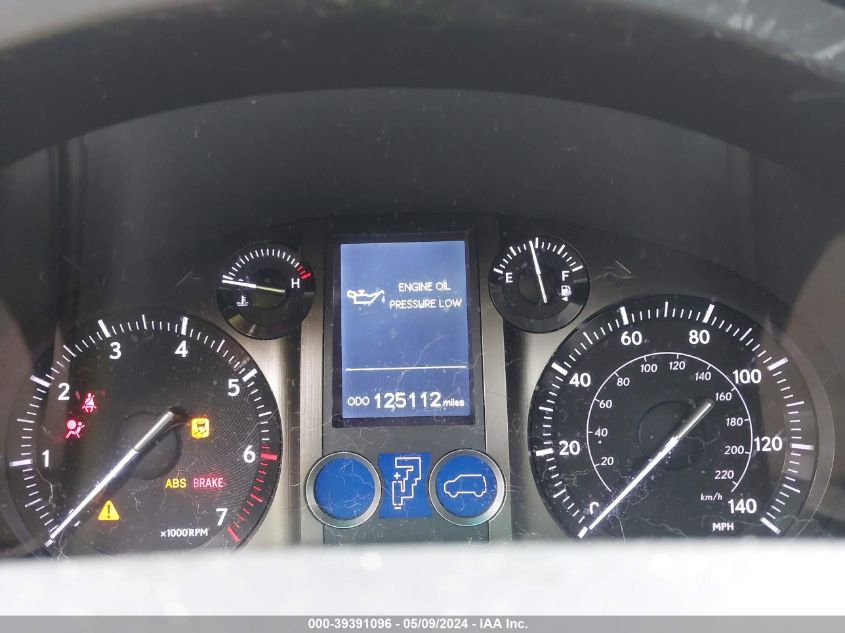 ENGINE OIL
PRESSURE LOW
ODO 125112 miles
H
E F
1 2 3 4 5 6 7
x1000RPM
ABS BRAKE
0 20 40 60 80 100 120 140
20 40 60 80 100 120 140 160 180 200 220
km/h
MPH
000-39391096 - 05/09/2024 - IAA Inc.